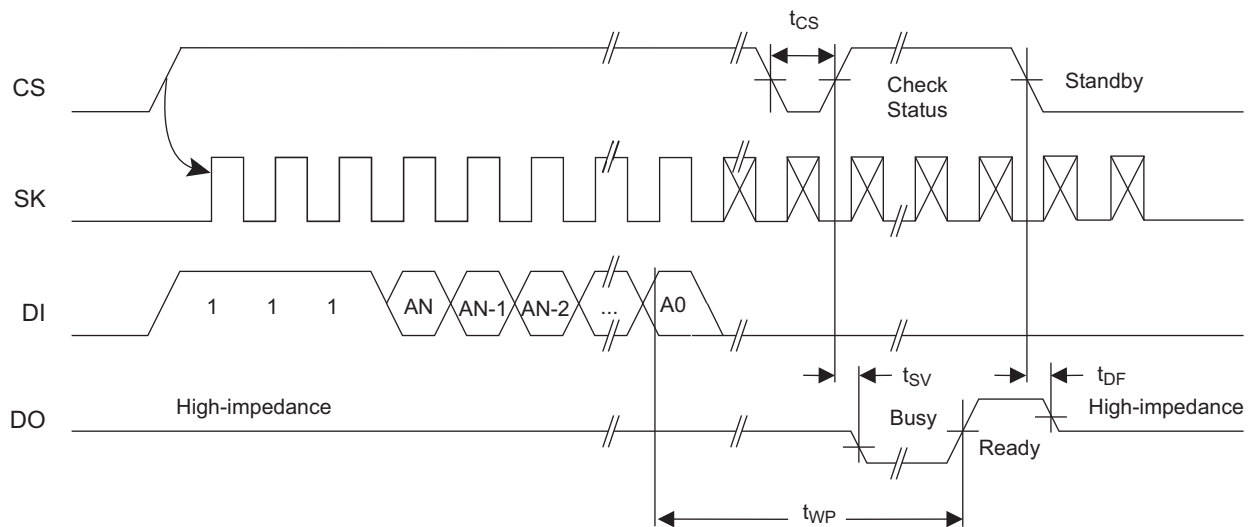 tCS
CS
Check
Status
Standby
SK
DI
1 1 1 AN AN-1 AN-2 ... A0
tSV
tDF
DO
High-impedance
Busy
Ready
High-impedance
tWP